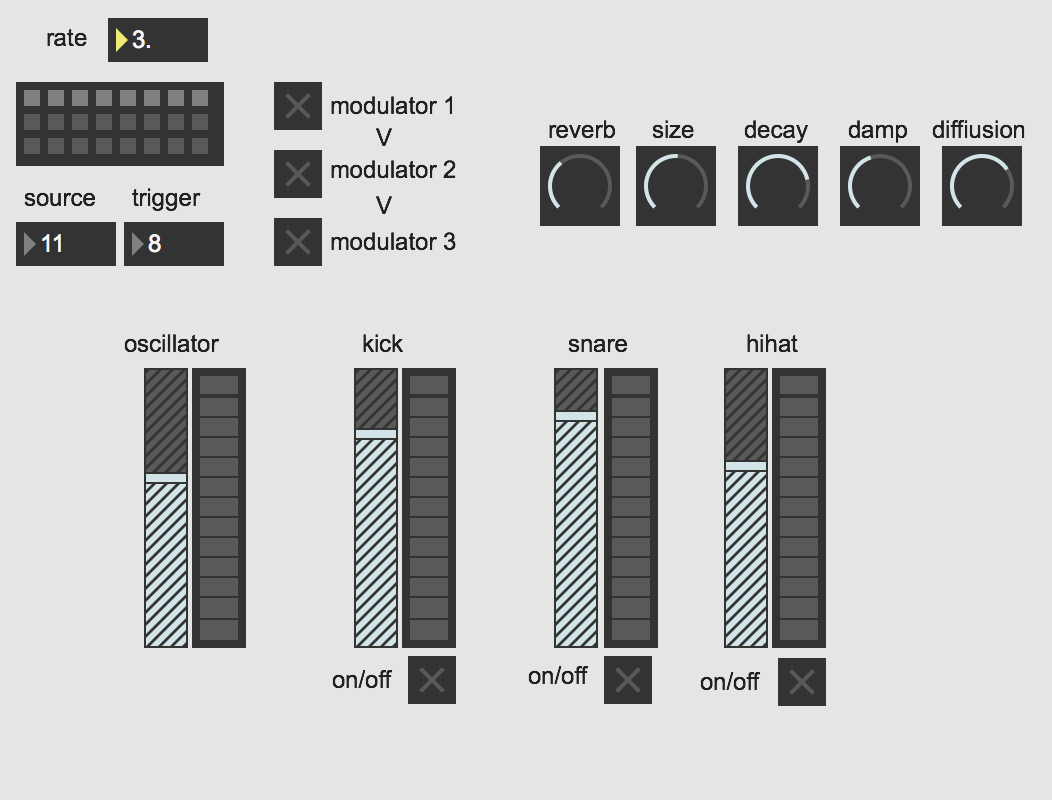 rate 3.
modulator 1
V
reverb size decay damp diffiusion
modulator 2
source trigger
V
11 8
modulator 3
oscillator kick snare hihat
on/off on/off on/off